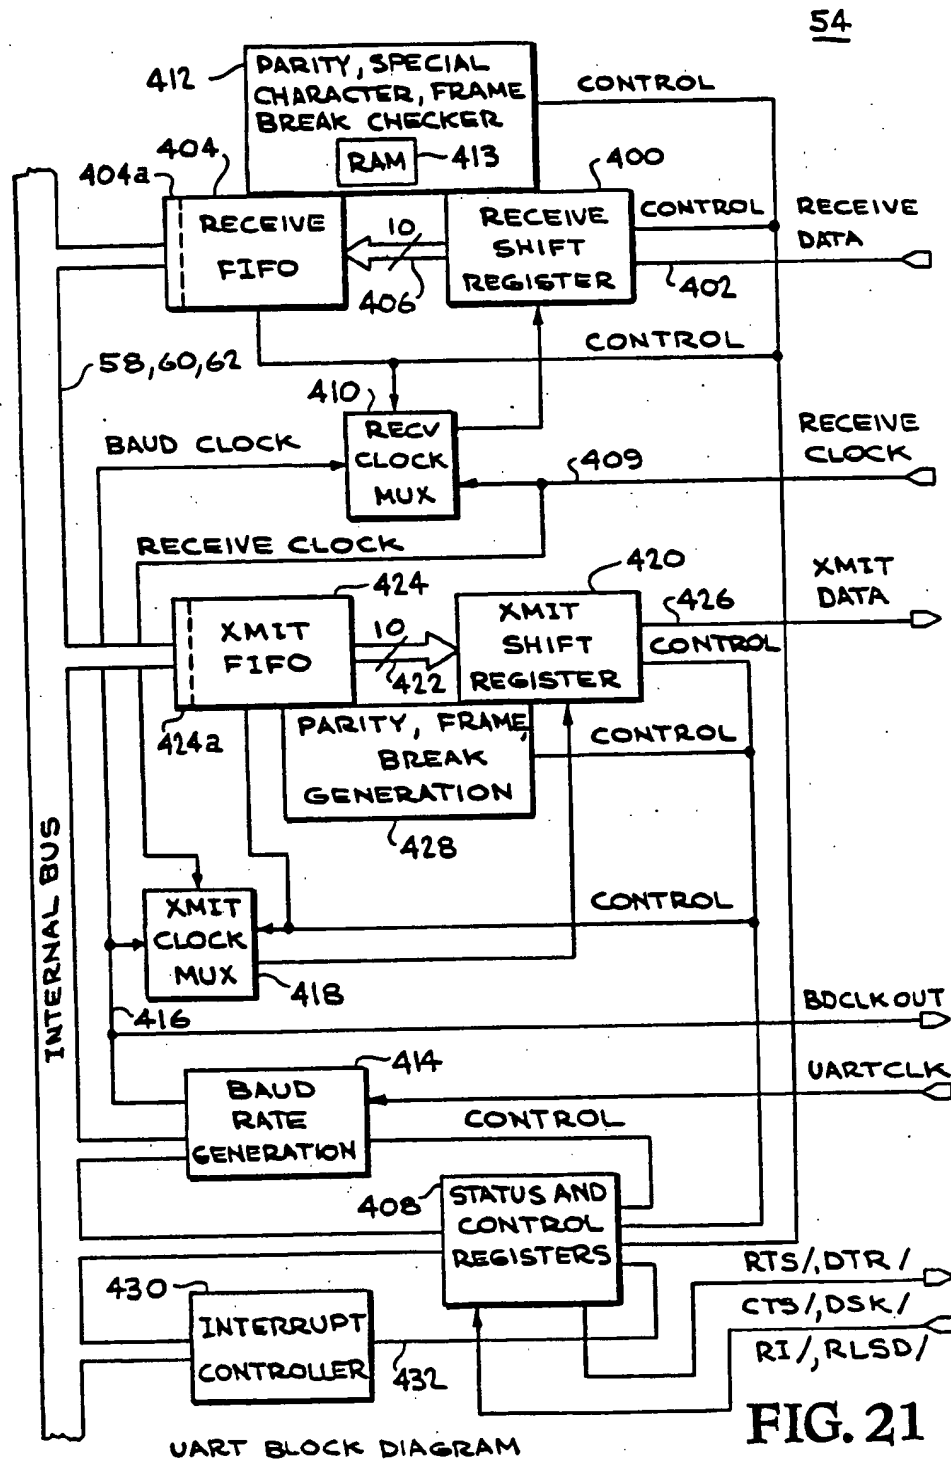 54
412
PARITY, SPECIAL
CHARACTER, FRAME
BREAK CHECKER
RAM
413
CONTROL
404a
404
400
RECEIVE
FIFO
10
406
RECEIVE
SHIFT
REGISTER
CONTROL
RECEIVE
DATA
402
58, 60, 62
CONTROL
410
RECV
CLOCK
MUX
BAUD CLOCK
409
RECEIVE
CLOCK
RECEIVE CLOCK
424
420
XMIT
DATA
XMIT
FIFO
10
422
XMIT
SHIFT
REGISTER
426
CONTROL
424a
PARITY, FRAME,
BREAK
GENERATION
CONTROL
428
INTERNAL BUS
XMIT
CLOCK
MUX
CONTROL
418
416
BDCLKOUT
414
UARTCLK
BAUD
RATE
GENERATION
CONTROL
408
STATUS AND
CONTROL
REGISTERS
RTS/, DTR/
430
INTERRUPT
CONTROLLER
432
CTS/, DSK/
RI/, RLSD/
FIG. 21
UART BLOCK DIAGRAM